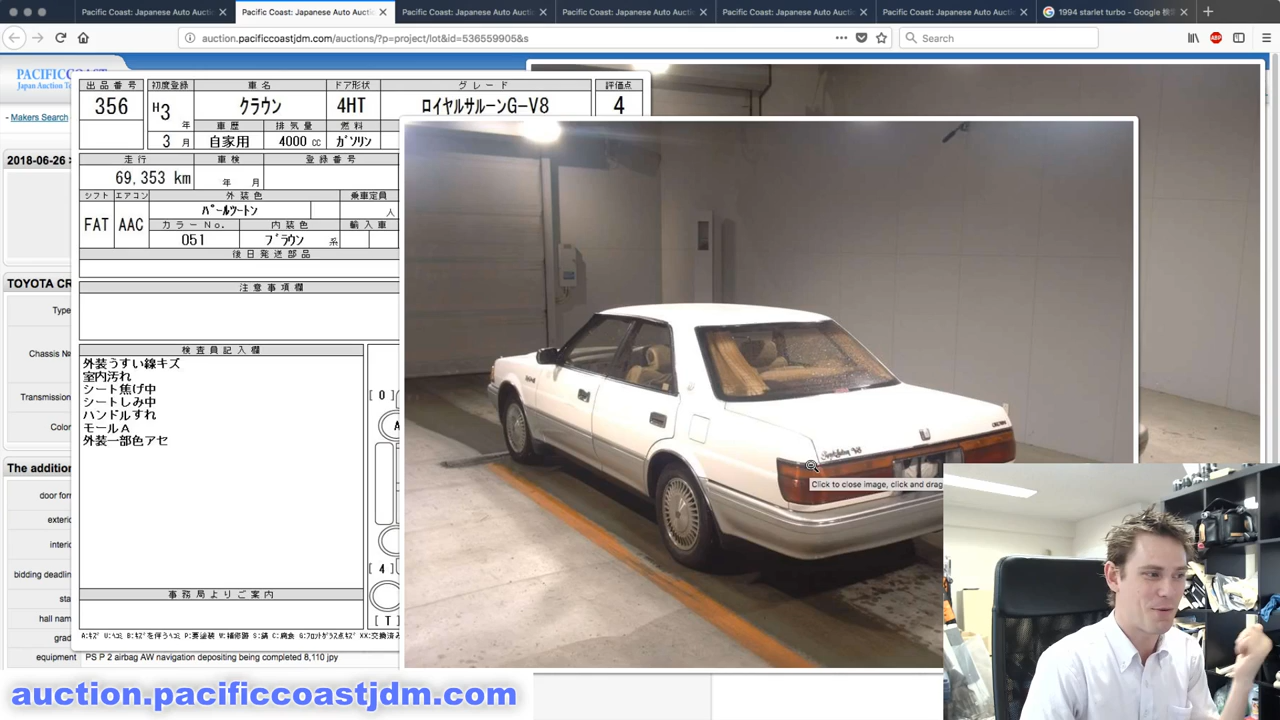 Pacific Coast: Japanese Auto Auctio
Pacific Coast: Japanese Auto Auctio
Pacific Coast: Japanese Auto Auctio
Pacific Coast: Japanese Auto Auctio
Pacific Coast: Japanese Auto Auctio
Pacific Coast: Japanese Auto Auctio
1994 starlet turbo - Google 検索
auction.pacificcoastjdm.com/auctions/?p=project/lot&id=536559905&s
Search
PACIFICCOAST
Japan Auction To
- Makers Search
2018-06-26
出品番号 初度登録 車名 ドア形状 グレード 評価点
356 H3年 クラウン 4HT ロイヤルサルーンG-V8 4
車歴 排気量 燃料
3月 自家用 4000cc ガソリン
走行 車検 登録番号
69,353 km 年 月
シフト エアコン 外装色 乗車定員
FAT AAC パールツートン 人
カラーNo. 内装色 輸入車
051 ブラウン 系
後日発送部品
注意事項欄
検査員記入欄
外装うすい線キズ
室内汚れ
シート焦げ中
シートしみ中
ハンドルすれ
モールA
外装一部色アセ
[0]
A
[4]
[T]
事務局よりご案内
TOYOTA CR
Type
Chassis N
Transmission
Colo
The addition
door form
exterio
interio
bidding deadlin
sta
hall nam
grad
equipment PS P 2 airbag AW navigation depositing being completed 8,110 jpy
Click to close image, click and drag
auction.pacificcoastjdm.com